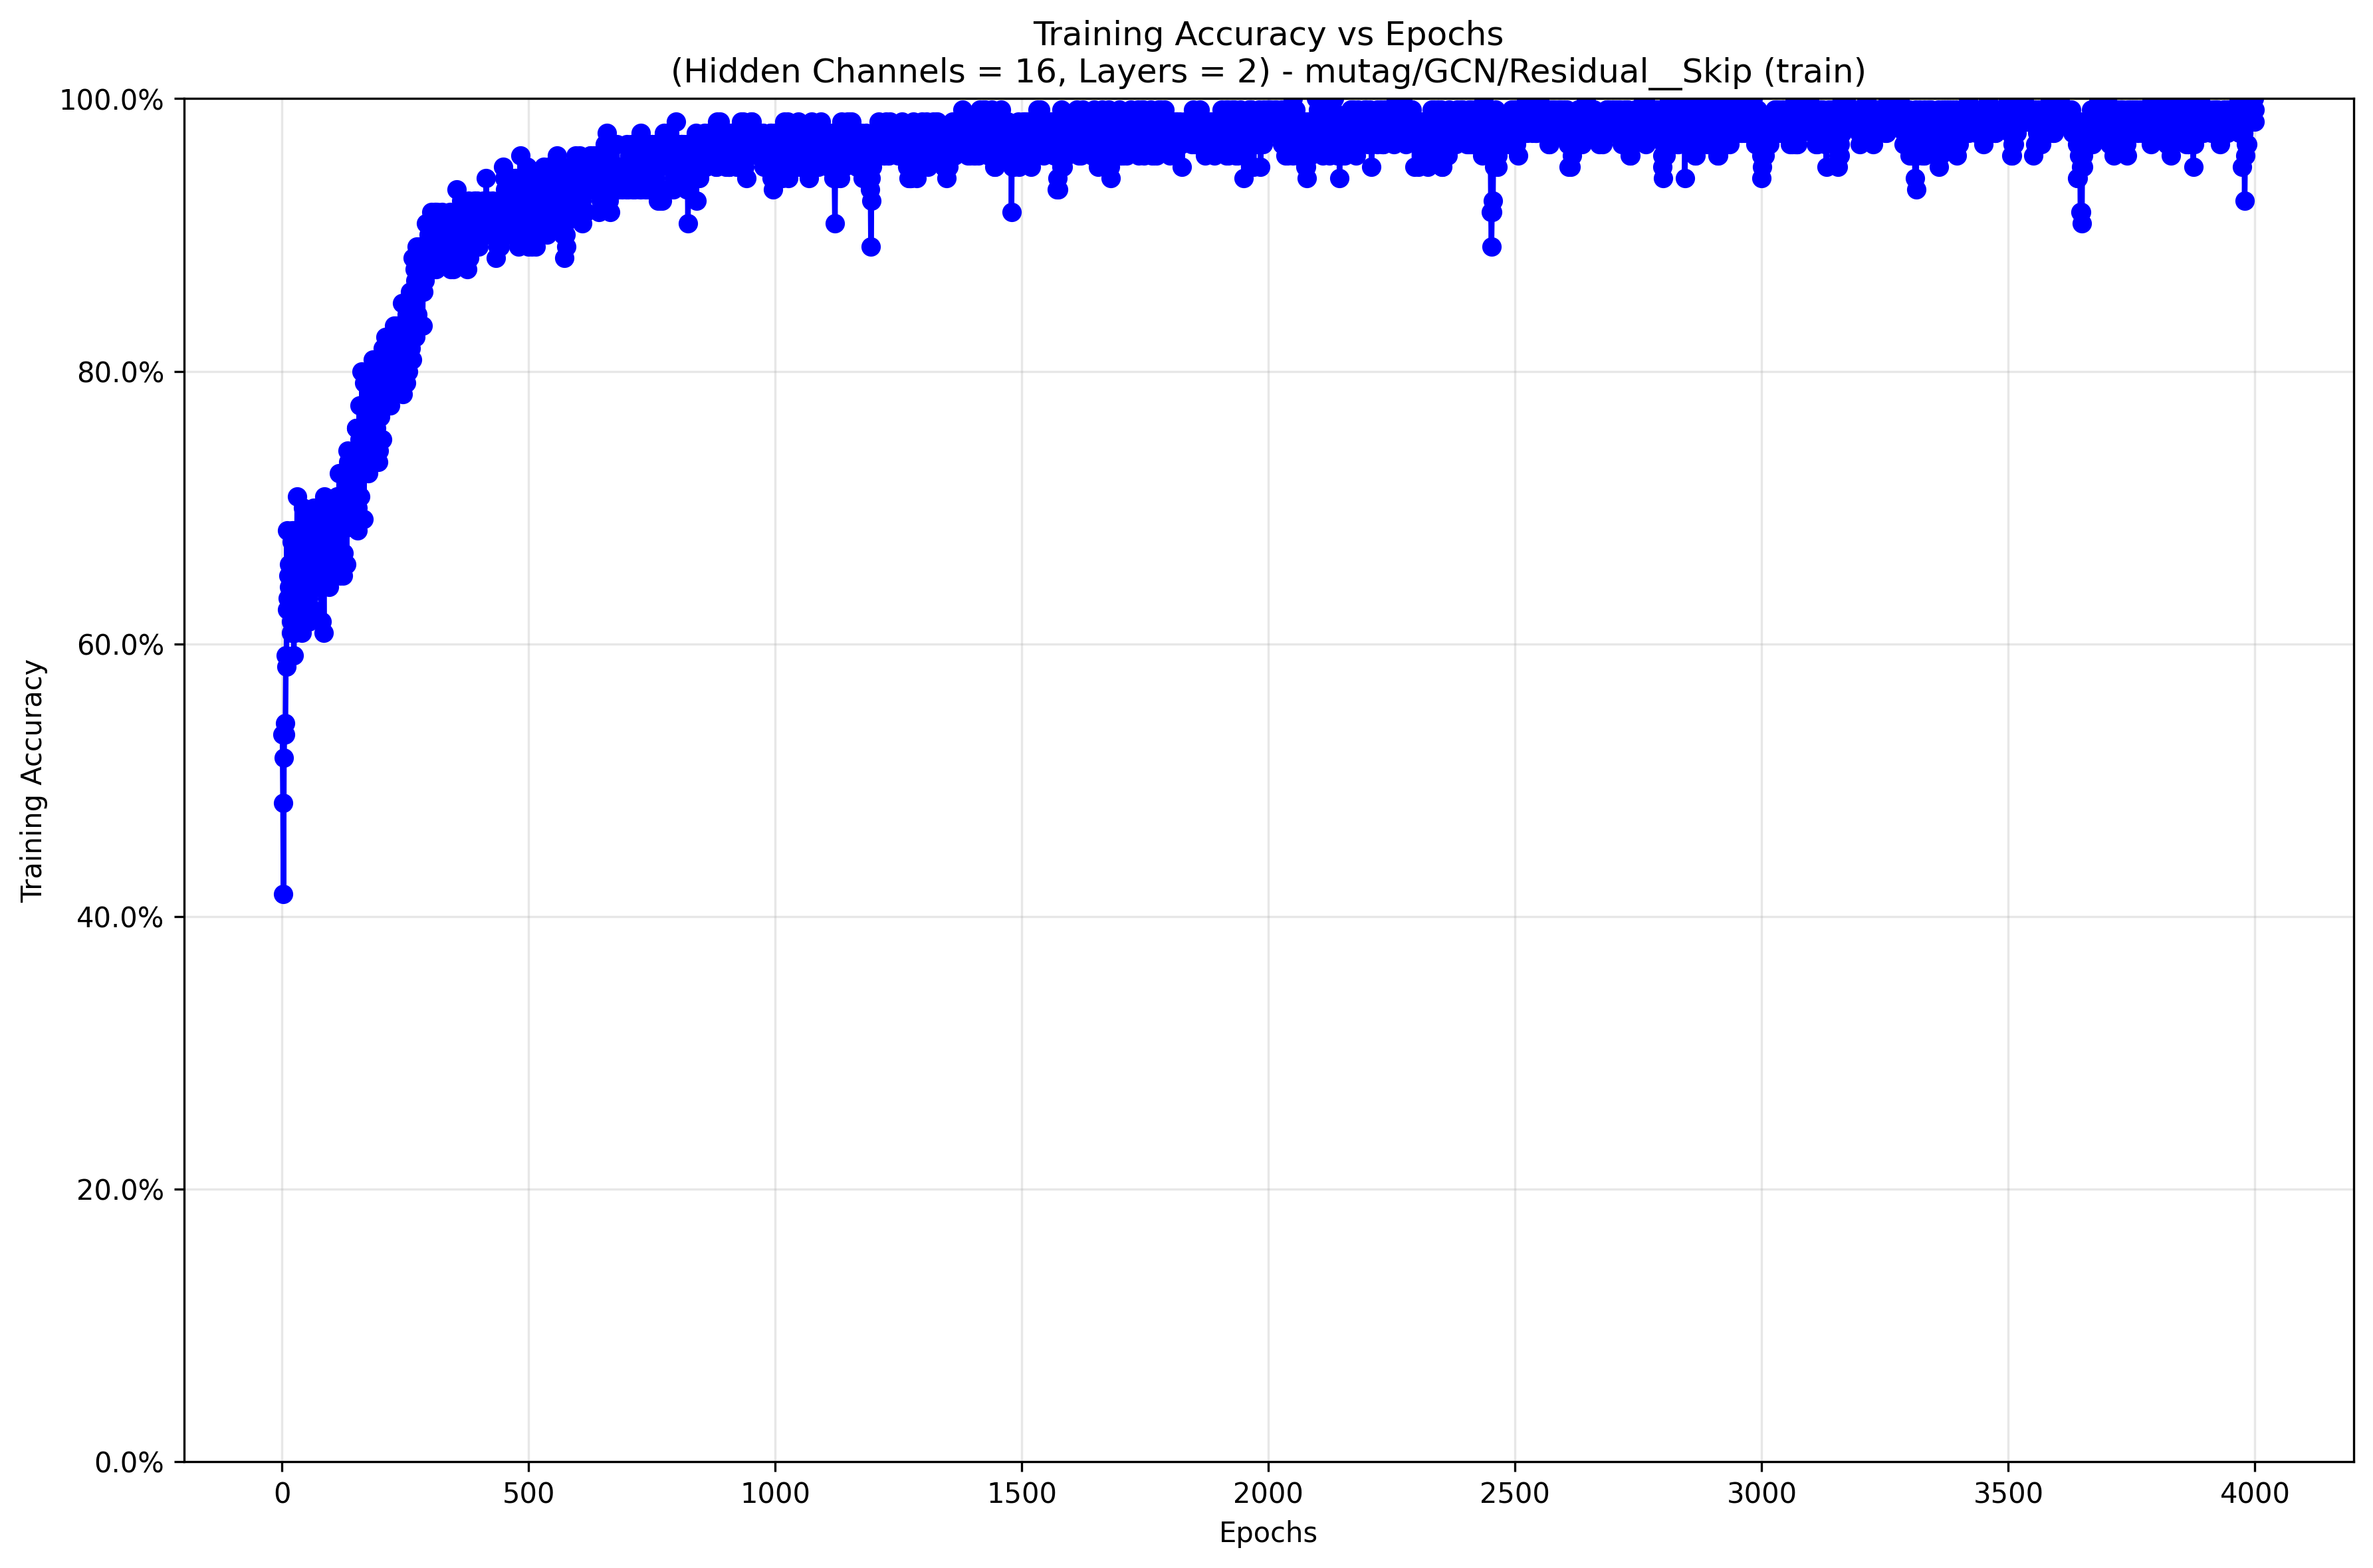 Training Accuracy vs Epochs
(Hidden Channels = 16, Layers = 2) - mutag/GCN/Residual__Skip (train)
100.0%
80.0%
60.0%
40.0%
20.0%
0.0%
Training Accuracy
0 500 1000 1500 2000 2500 3000 3500 4000
Epochs